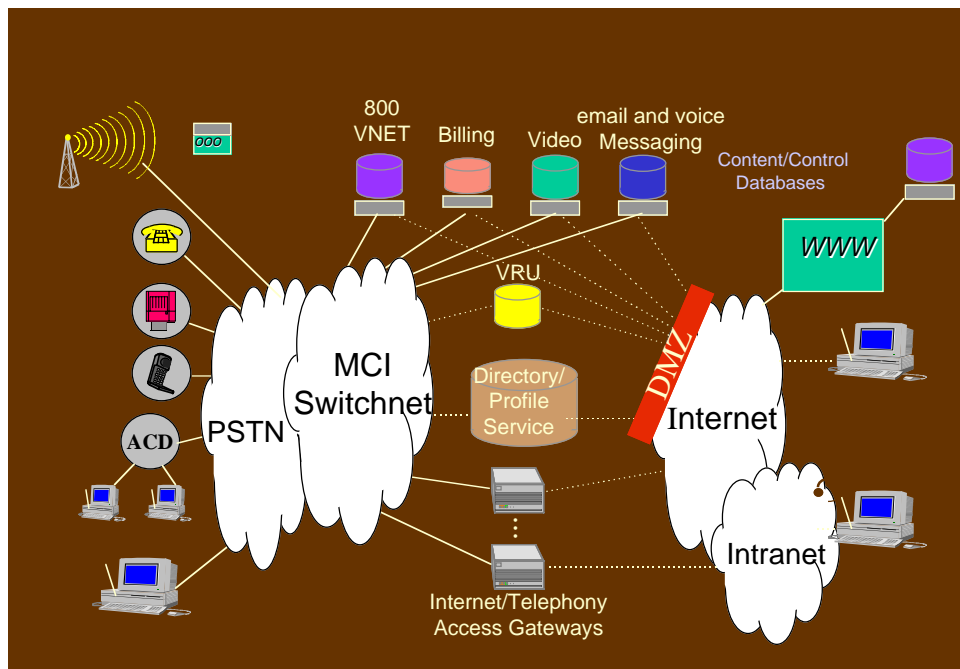 800
VNET
Billing
Video
email and voice
Messaging
Content/Control
Databases
ooo
WWW
VRU
DMZ
MCI
Switchnet
Directory/
Profile
Service
PSTN
Internet
ACD
Intranet
Internet/Telephony
Access Gateways